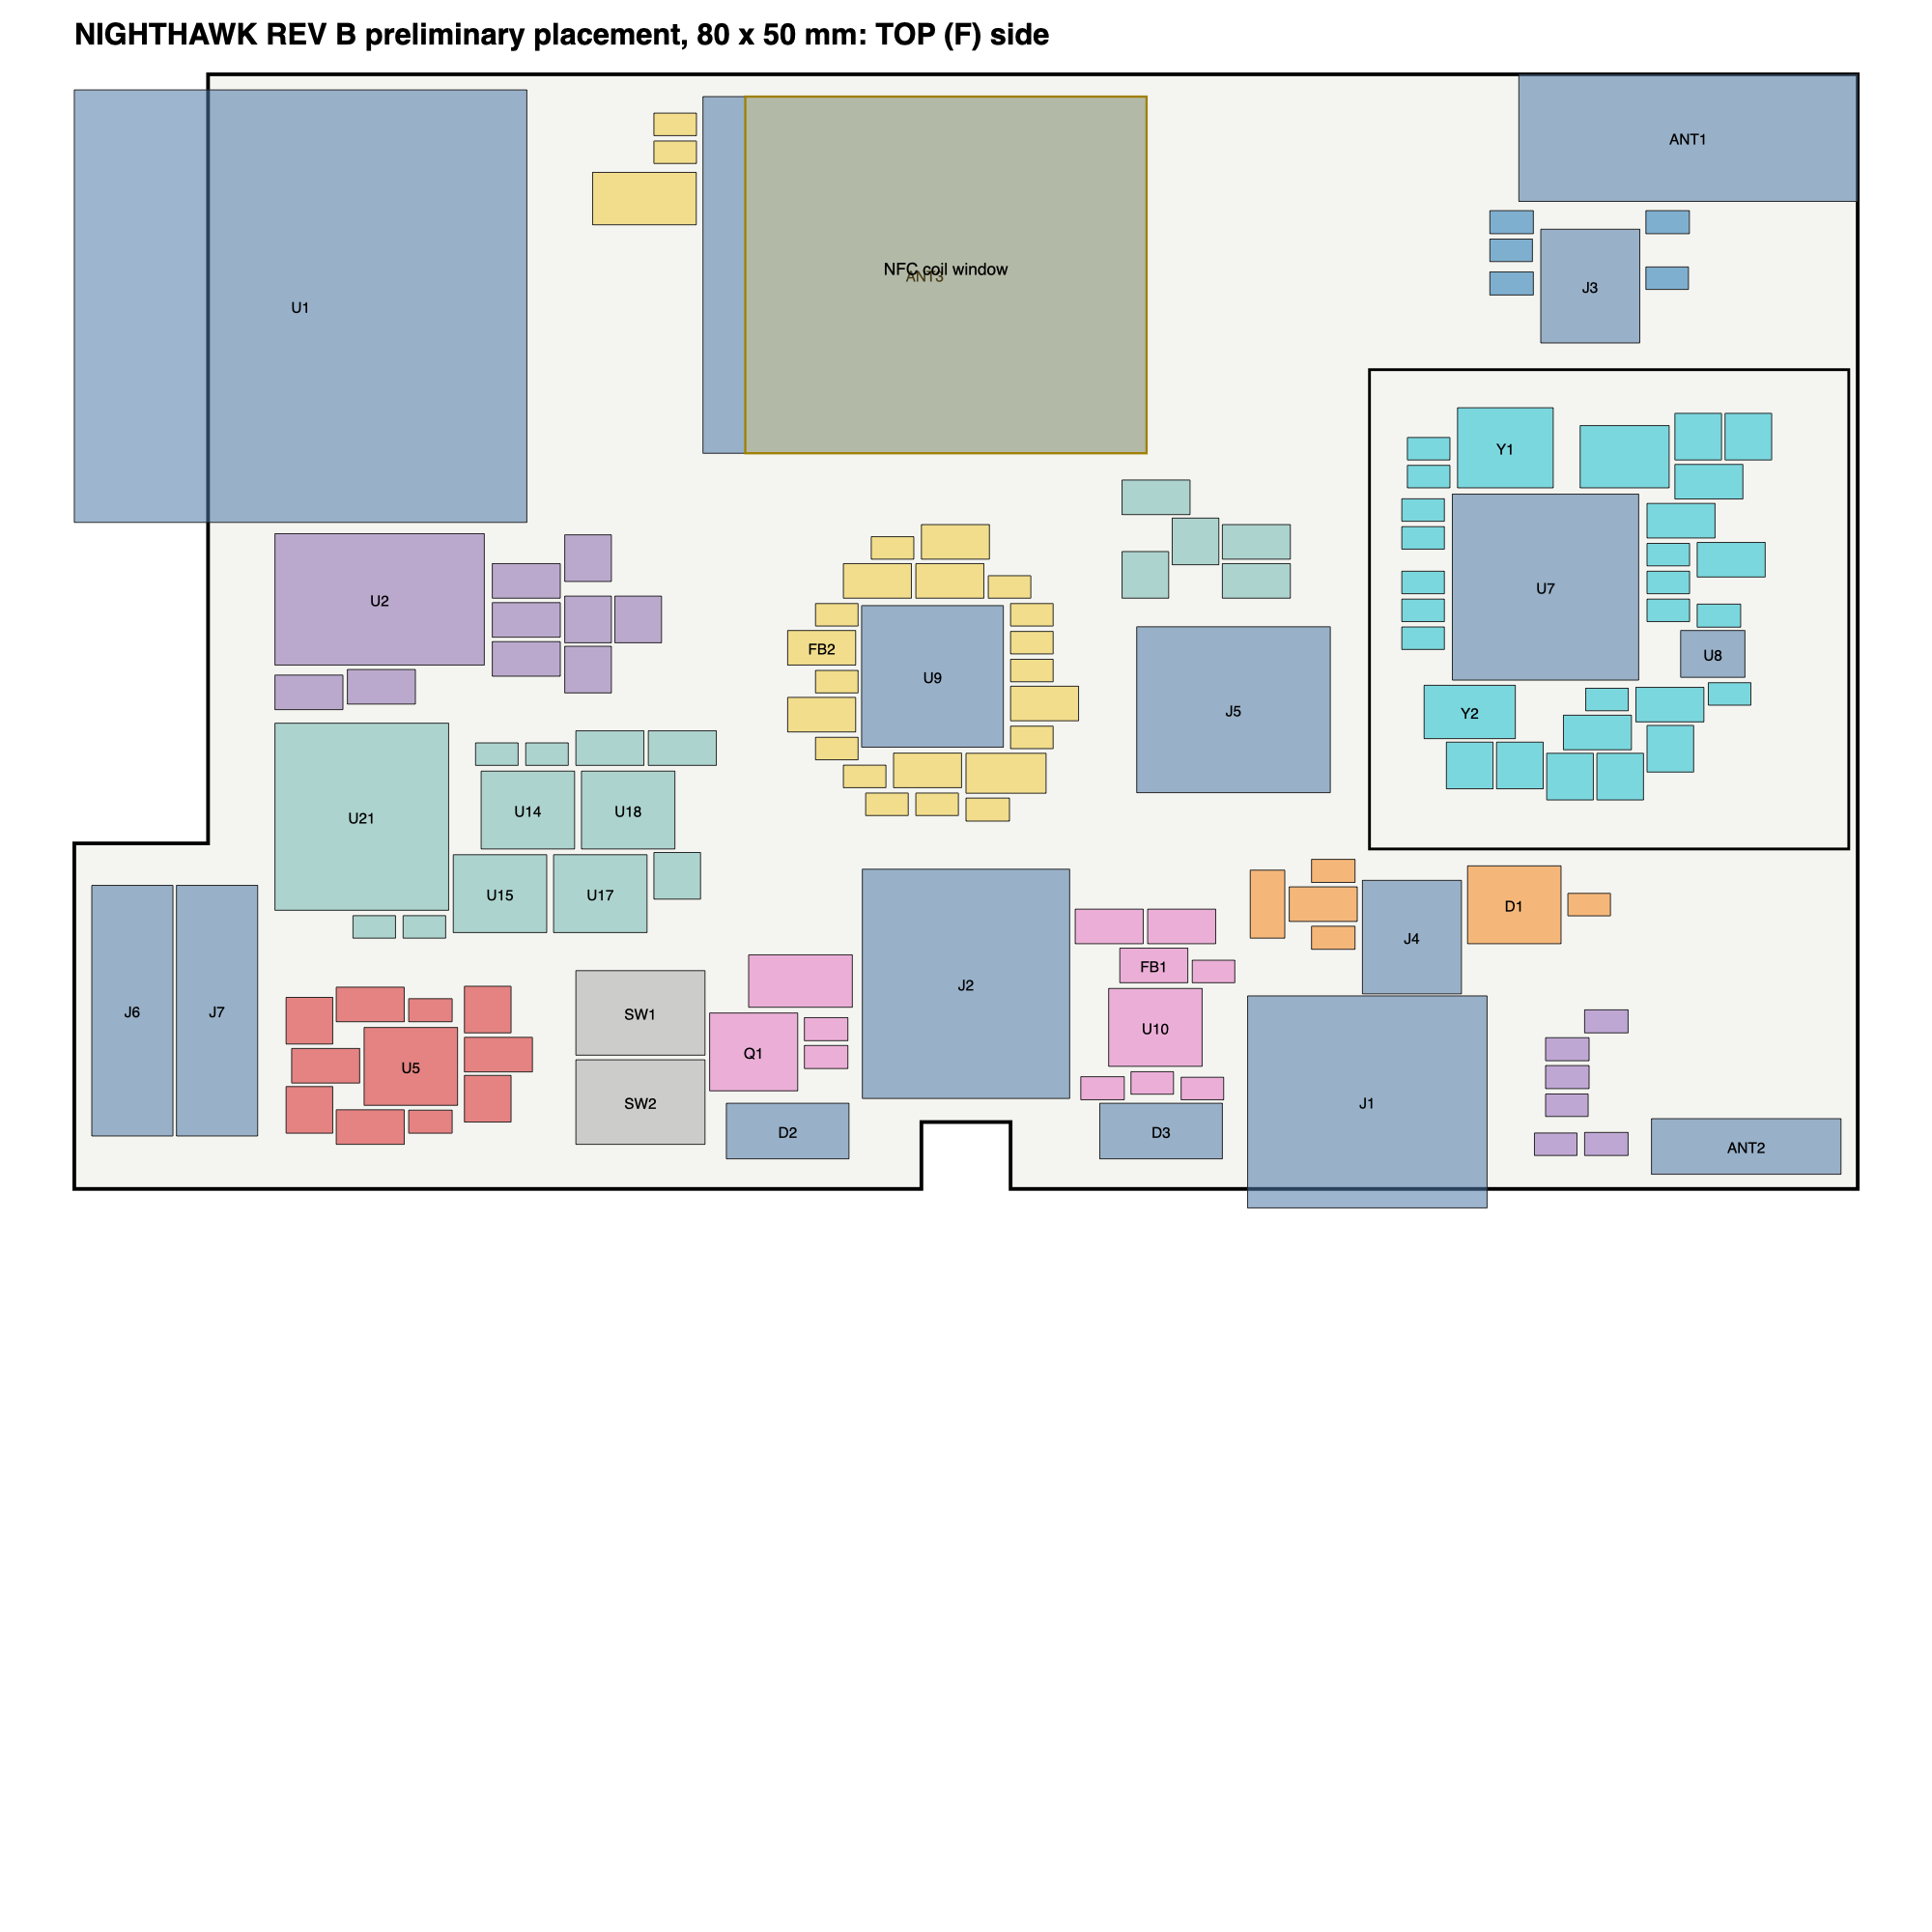 NIGHTHAWK REV B preliminary placement, 80 x 50 mm: TOP (F) side
ANT1
NFC coil window
ANT3
J3
U1
Y1
U7
U2
FB2
U8
U9
J5
Y2
U21
U14
U18
U15
U17
D1
J4
FB1
J2
J6
J7
SW1
U10
Q1
U5
SW2
J1
D2
D3
ANT2